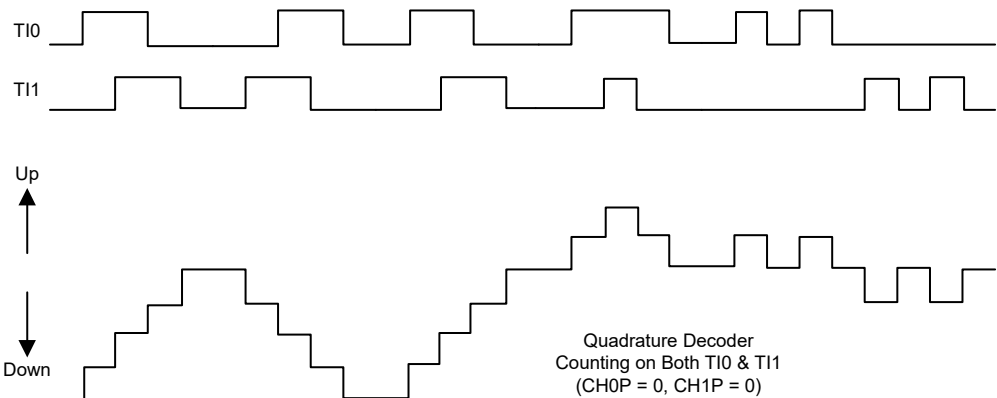 TI0
TI1
Up
Down
Quadrature Decoder
Counting on Both TI0 & TI1
(CH0P = 0, CH1P = 0)